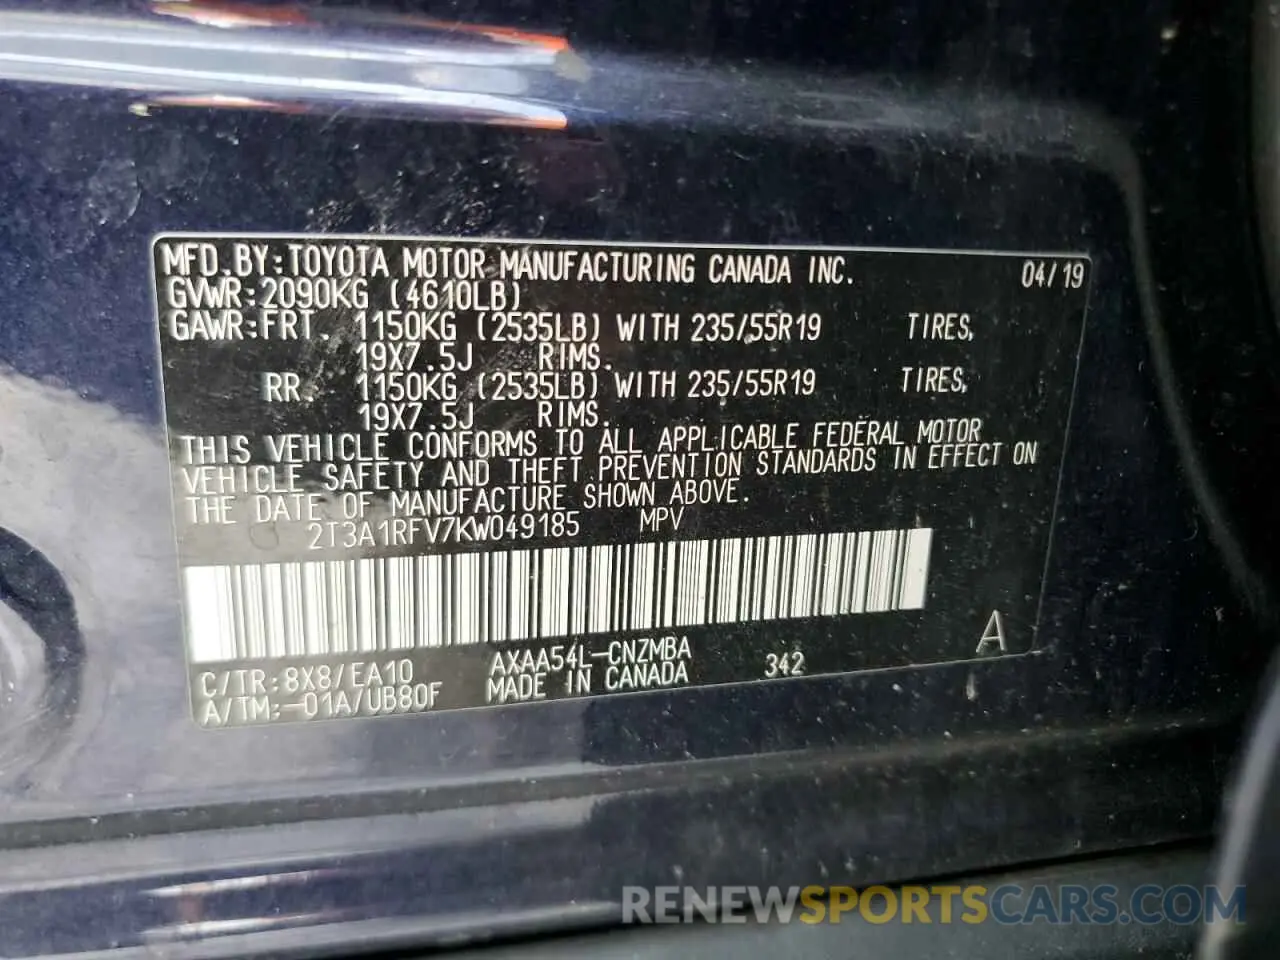 MFD.BY:TOYOTA MOTOR MANUFACTURING CANADA INC. 04/19
GVWR:2090KG (4610LB)
GAWR:FRT. 1150KG (2535LB) WITH 235/55R19 TIRES,
19X7.5J RIMS.
RR. 1150KG (2535LB) WITH 235/55R19 TIRES,
19X7.5J RIMS.
THIS VEHICLE CONFORMS TO ALL APPLICABLE FEDERAL MOTOR
VEHICLE SAFETY AND THEFT PREVENTION STANDARDS IN EFFECT ON
THE DATE OF MANUFACTURE SHOWN ABOVE.
2T3A1RFV7KW049185 MPV
A
C/TR:8X8/EA10 AXAA54L-CNZMBA 342
A/TM:-01A/UB80F MADE IN CANADA
RENEWSPORTSCARS.COM